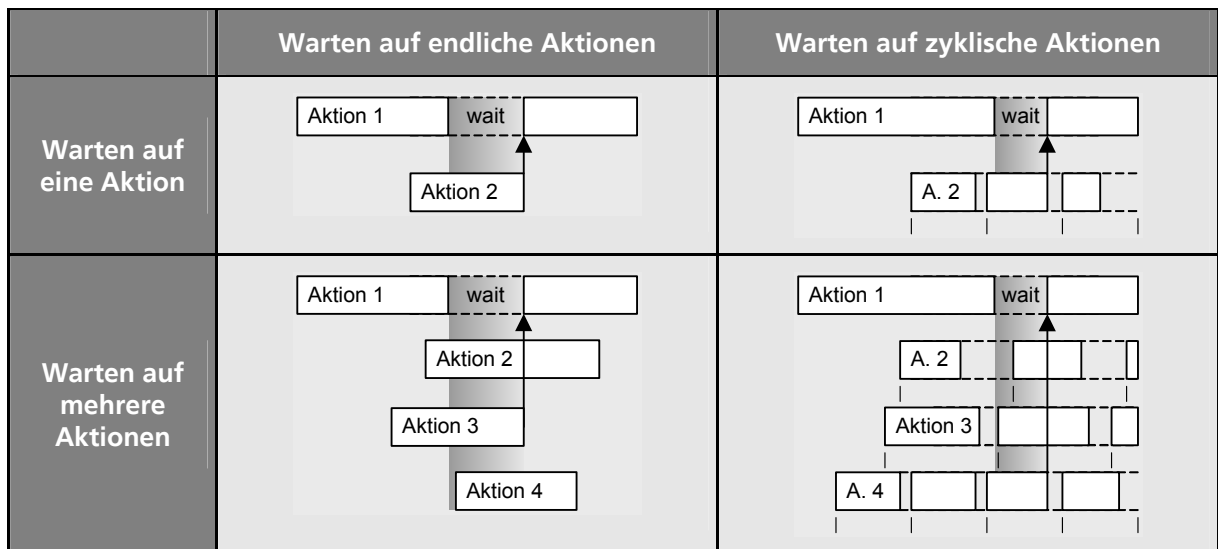 Warten auf endliche Aktionen
Warten auf zyklische Aktionen
Warten auf
eine Aktion
Aktion 1
wait
Aktion 2
Aktion 1
wait
A. 2
Warten auf
mehrere
Aktionen
Aktion 1
wait
Aktion 2
Aktion 3
Aktion 4
Aktion 1
wait
A. 2
Aktion 3
A. 4